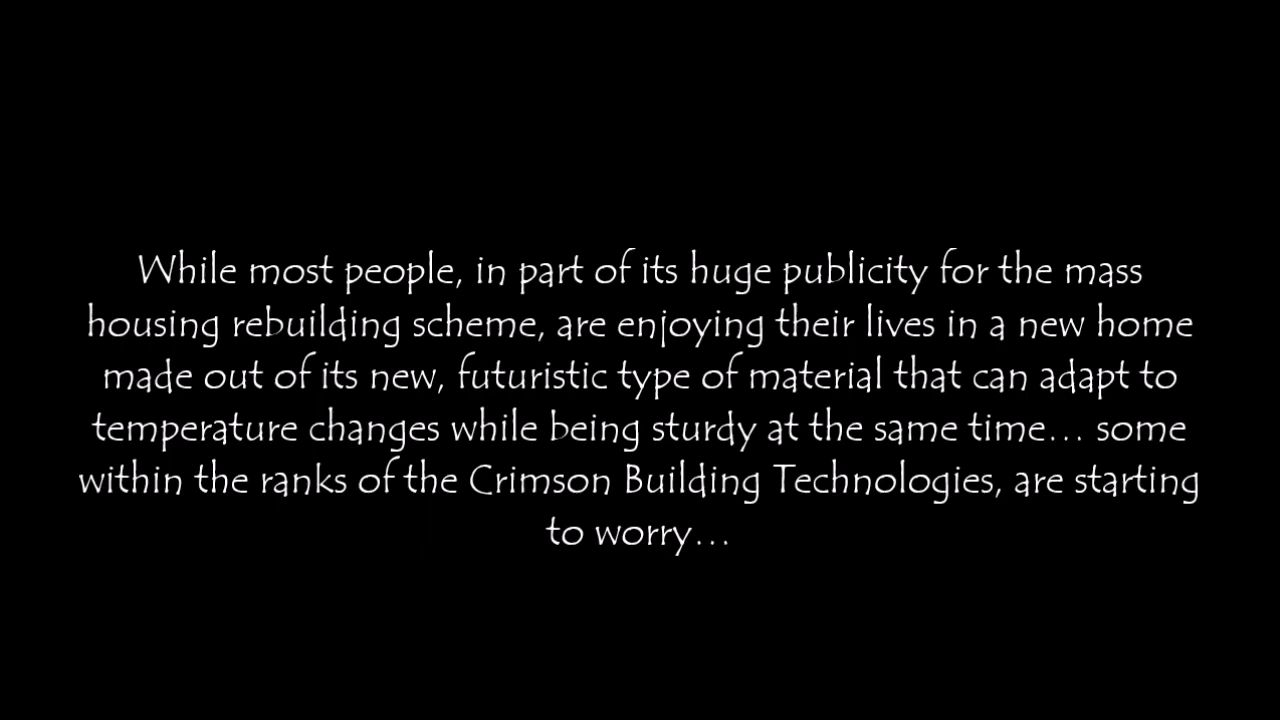 While most people, in part of its huge publicity for the mass
housing rebuilding scheme, are enjoying their lives in a new home
made out of its new, futuristic type of material that can adapt to
temperature changes while being sturdy at the same time... some
within the ranks of the Crimson Building Technologies, are starting
to worry...